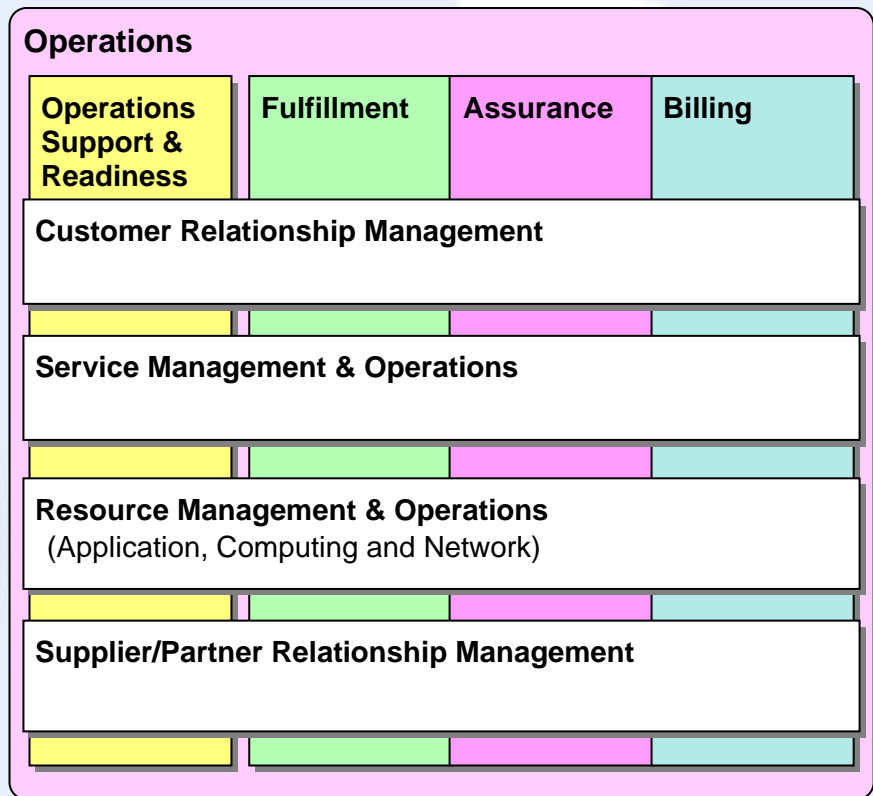 Operations
Operations
Support &
Readiness
Fulfillment
Assurance
Billing
Customer Relationship Management
Service Management & Operations
Resource Management & Operations
(Application, Computing and Network)
Supplier/Partner Relationship Management